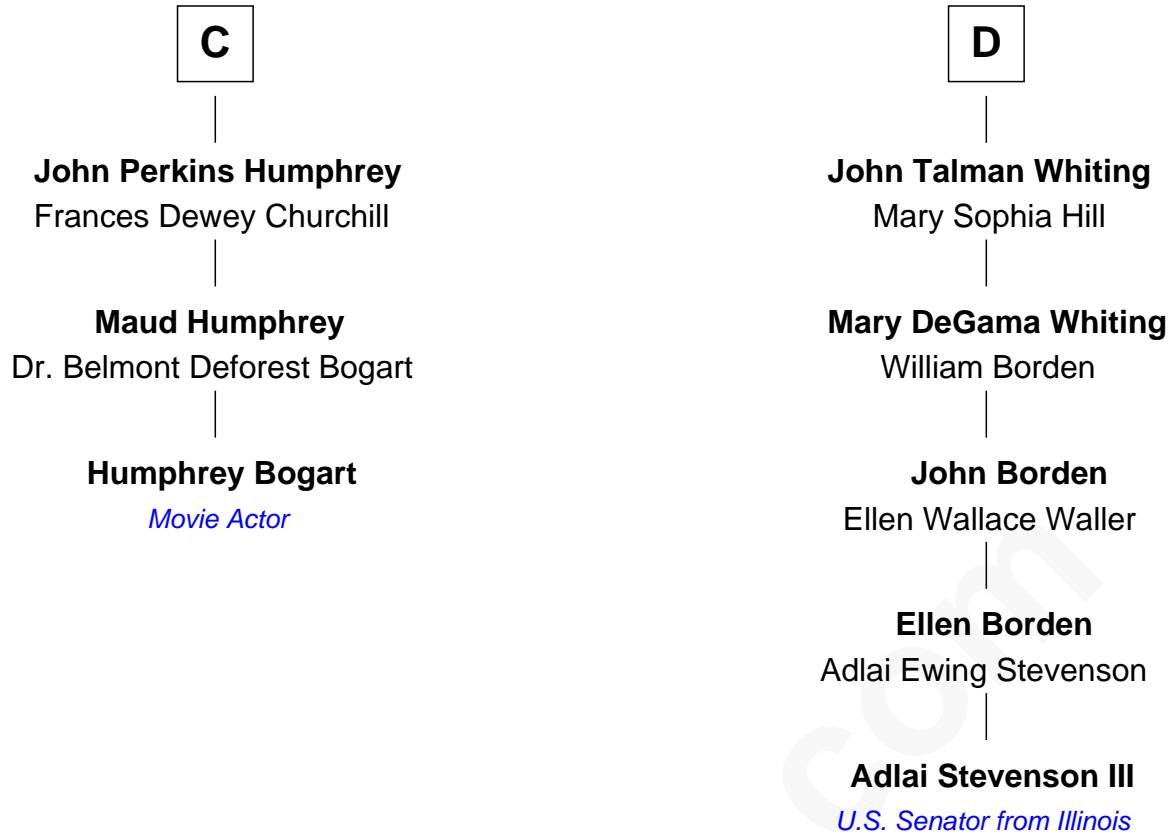 C
John Perkins Humphrey
Frances Dewey Churchill
Maud Humphrey
Dr. Belmont Deforest Bogart
Humphrey Bogart
Movie Actor
D
John Talman Whiting
Mary Sophia Hill
Mary DeGama Whiting
William Borden
John Borden
Ellen Wallace Waller
Ellen Borden
Adlai Ewing Stevenson
Adlai Stevenson III
U.S. Senator from Illinois
com